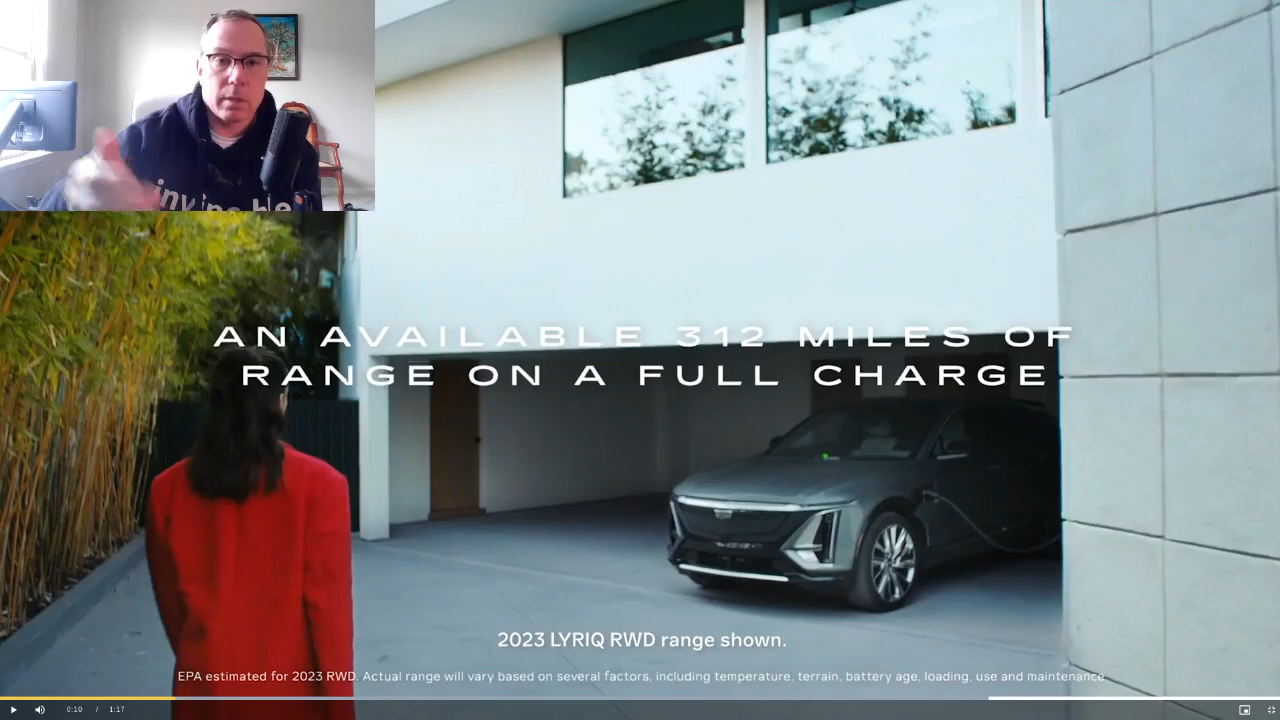 AN AVAILABLE 312 MILES OF
RANGE ON A FULL CHARGE
2023 LYRIQ RWD range shown.
EPA estimated for 2023 RWD. Actual range will vary based on several factors, including temperature, terrain, battery age, loading, use and maintenance
0:10 / 1:17